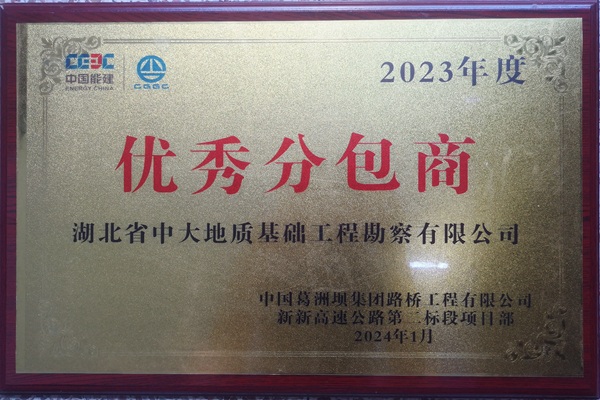 CEEC
中国能建
ENERGY CHINA
CGGC
2023年度
优秀分包商
湖北省中大地质基础工程勘察有限公司
中国葛洲坝集团路桥工程有限公司
新新高速公路第二标段项目部
2024年1月